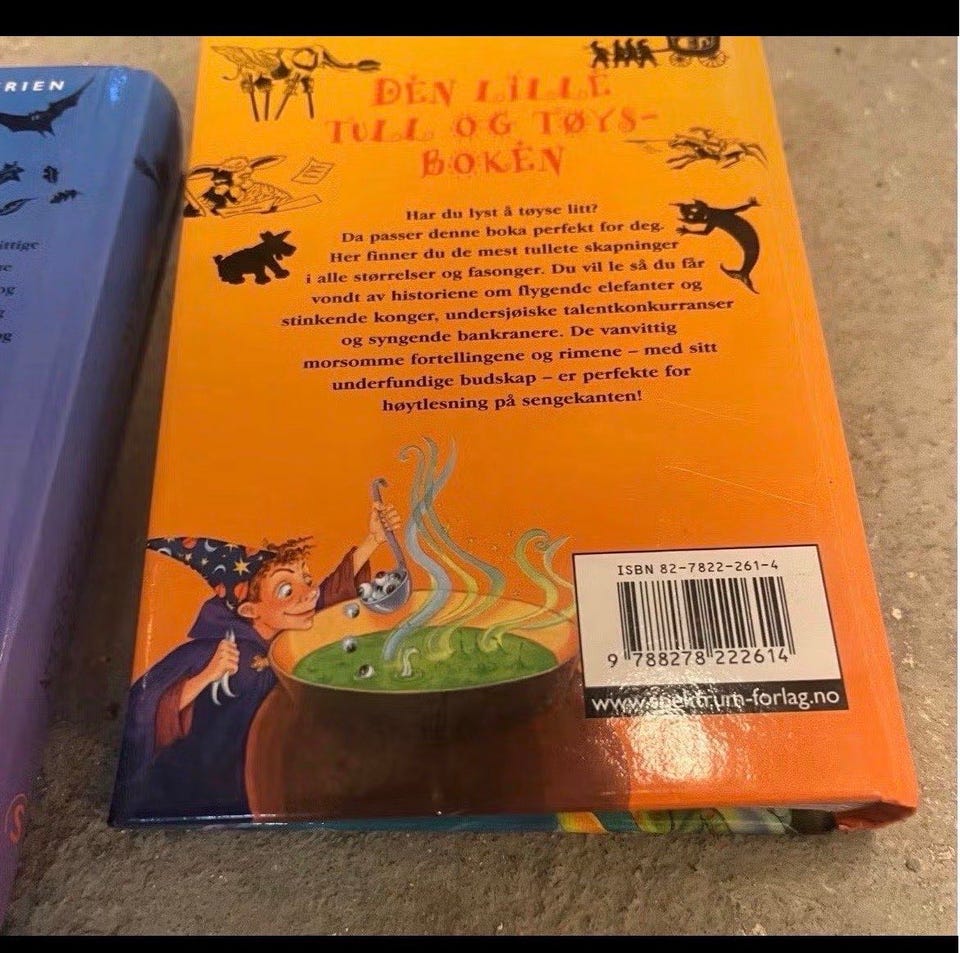 RIEN
ittige
og
og
S
DEN LILLE
TULL OG TØYS-
BOKEN
Har du lyst å tøyse litt?
Da passer denne boka perfekt for deg.
Her finner du de mest tullete skapninger
i alle størrelser og fasonger. Du vil le så du får
vondt av historiene om flygende elefanter og
stinkende konger, undersjøiske talentkonkurranser
og syngende bankranere. De vanvittig
morsomme fortellingene og rimene – med sitt
underfundige budskap – er perfekte for
høytlesning på sengekanten!
ISBN 82-7822-261-4
9 788278 222614
www.spektrum-forlag.no